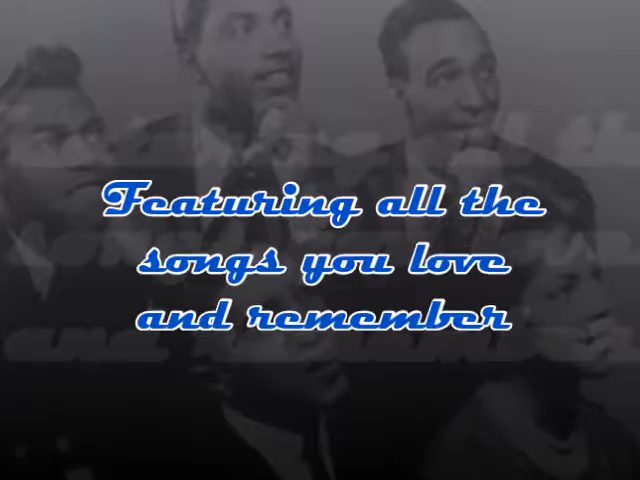 Featuring all the
songs you love
and remember